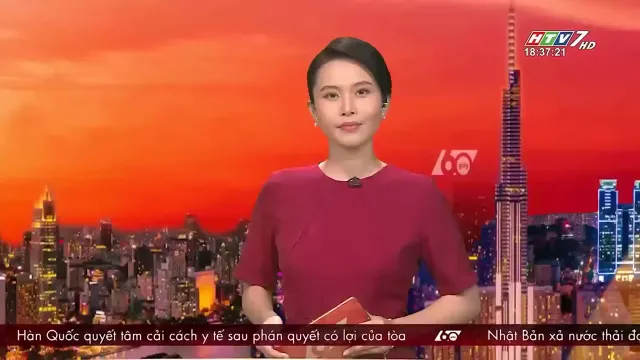 HTV7 HD
18:37:21
60
Hàn Quốc quyết tâm cải cách y tế sau phán quyết có lợi của tòa 60 Nhật Bản xả nước thải